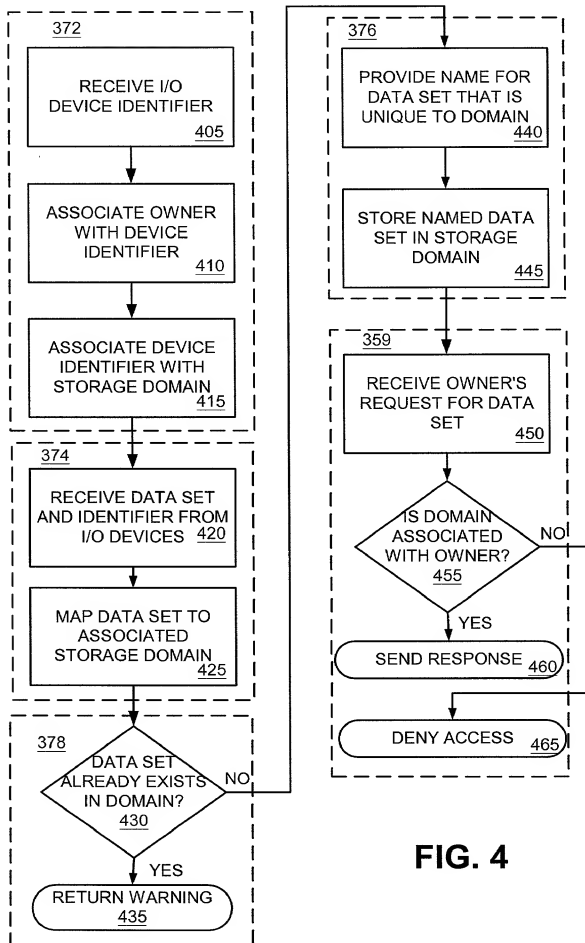 372
RECEIVE I/O
DEVICE IDENTIFIER
405
ASSOCIATE OWNER
WITH DEVICE
IDENTIFIER
410
ASSOCIATE DEVICE
IDENTIFIER WITH
STORAGE DOMAIN
415
374
RECEIVE DATA SET
AND IDENTIFIER FROM
I/O DEVICES
420
MAP DATA SET TO
ASSOCIATED
STORAGE DOMAIN
425
378
DATA SET
ALREADY EXISTS
IN DOMAIN?
430
NO
YES
RETURN WARNING
435
376
PROVIDE NAME FOR
DATA SET THAT IS
UNIQUE TO DOMAIN
440
STORE NAMED DATA
SET IN STORAGE
DOMAIN
445
359
RECEIVE OWNER'S
REQUEST FOR DATA
SET
450
IS DOMAIN
ASSOCIATED
WITH OWNER?
455
NO
YES
SEND RESPONSE
460
DENY ACCESS
465
FIG. 4